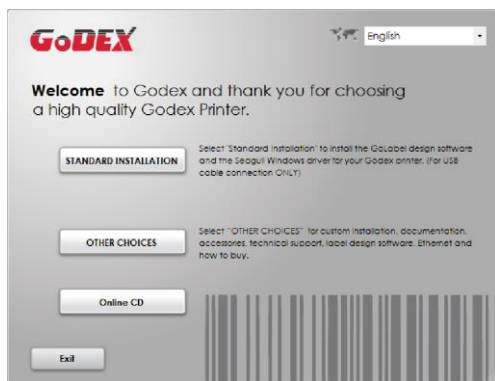 GoDEX
English
Welcome to Godex and thank you for choosing
a high quality Godex Printer.
STANDARD INSTALLATION
Select 'Standard Installation' to install the GoLabel design software
and the Seagull Windows driver for your Godex printer. (For USB
cable connection ONLY)
OTHER CHOICES
Select "OTHER CHOICES" for custom installation, documentation,
accessories, technical support, label design software, Ethernet and
how to buy.
Online CD
Exit